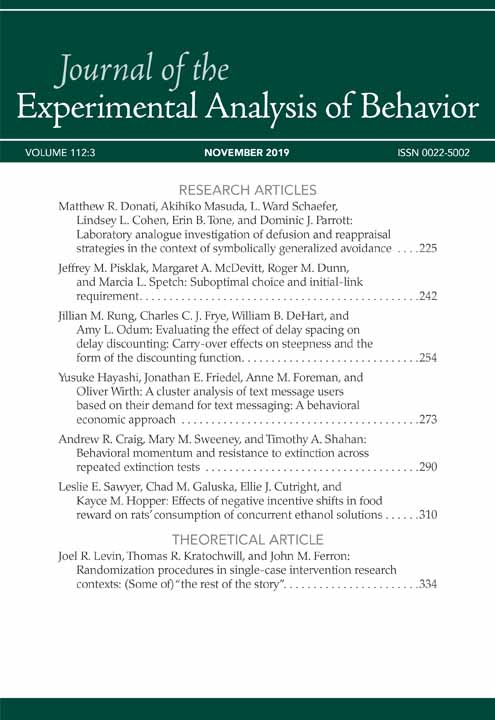 Journal of the
Experimental Analysis of Behavior
VOLUME 112:3 NOVEMBER 2019 ISSN 0022-5002
RESEARCH ARTICLES
Matthew R. Donati, Akihiko Masuda, L. Ward Schaefer,
Lindsey L. Cohen, Erin B. Tone, and Dominic J. Parrott:
Laboratory analogue investigation of defusion and reappraisal
strategies in the context of symbolically generalized avoidance ....225
Jeffrey M. Pisklak, Margaret A. McDevitt, Roger M. Dunn,
and Marcia L. Spetch: Suboptimal choice and initial-link
requirement................................................242
Jillian M. Rung, Charles C. J. Frye, William B. DeHart, and
Amy L. Odum: Evaluating the effect of delay spacing on
delay discounting: Carry-over effects on steepness and the
form of the discounting function..............................254
Yusuke Hayashi, Jonathan E. Friedel, Anne M. Foreman, and
Oliver Wirth: A cluster analysis of text message users
based on their demand for text messaging: A behavioral
economic approach .........................................273
Andrew R. Craig, Mary M. Sweeney, and Timothy A. Shahan:
Behavioral momentum and resistance to extinction across
repeated extinction tests .....................................290
Leslie E. Sawyer, Chad M. Galuska, Ellie J. Cutright, and
Kayce M. Hopper: Effects of negative incentive shifts in food
reward on rats' consumption of concurrent ethanol solutions ......310
THEORETICAL ARTICLE
Joel R. Levin, Thomas R. Kratochwill, and John M. Ferron:
Randomization procedures in single-case intervention research
contexts: (Some of) "the rest of the story".......................334